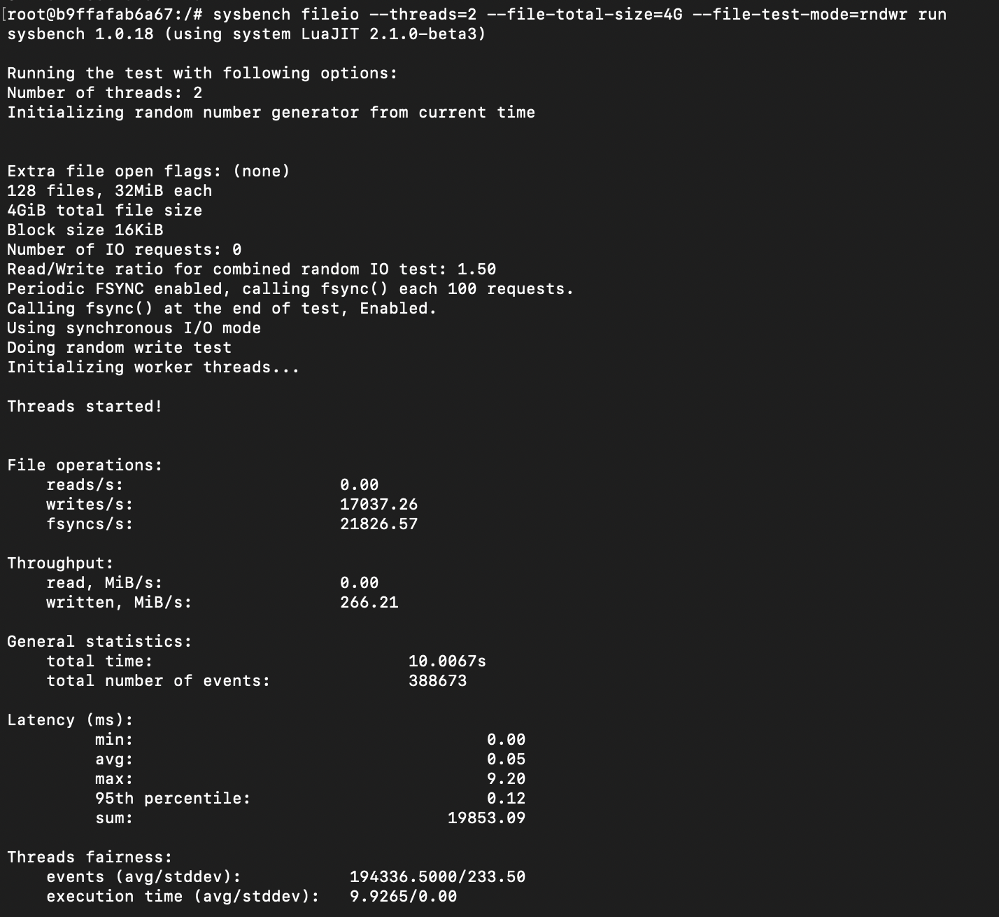 [root@b9ffafab6a67:/# sysbench fileio --threads=2 --file-total-size=4G --file-test-mode=rndwr run
sysbench 1.0.18 (using system LuaJIT 2.1.0-beta3)
Running the test with following options:
Number of threads: 2
Initializing random number generator from current time
Extra file open flags: (none)
128 files, 32MiB each
4GiB total file size
Block size 16KiB
Number of IO requests: 0
Read/Write ratio for combined random IO test: 1.50
Periodic FSYNC enabled, calling fsync() each 100 requests.
Calling fsync() at the end of test, Enabled.
Using synchronous I/O mode
Doing random write test
Initializing worker threads...
Threads started!
File operations:
reads/s: 0.00
writes/s: 17037.26
fsyncs/s: 21826.57
Throughput:
read, MiB/s: 0.00
written, MiB/s: 266.21
General statistics:
total time: 10.0067s
total number of events: 388673
Latency (ms):
min: 0.00
avg: 0.05
max: 9.20
95th percentile: 0.12
sum: 19853.09
Threads fairness:
events (avg/stddev): 194336.5000/233.50
execution time (avg/stddev): 9.9265/0.00